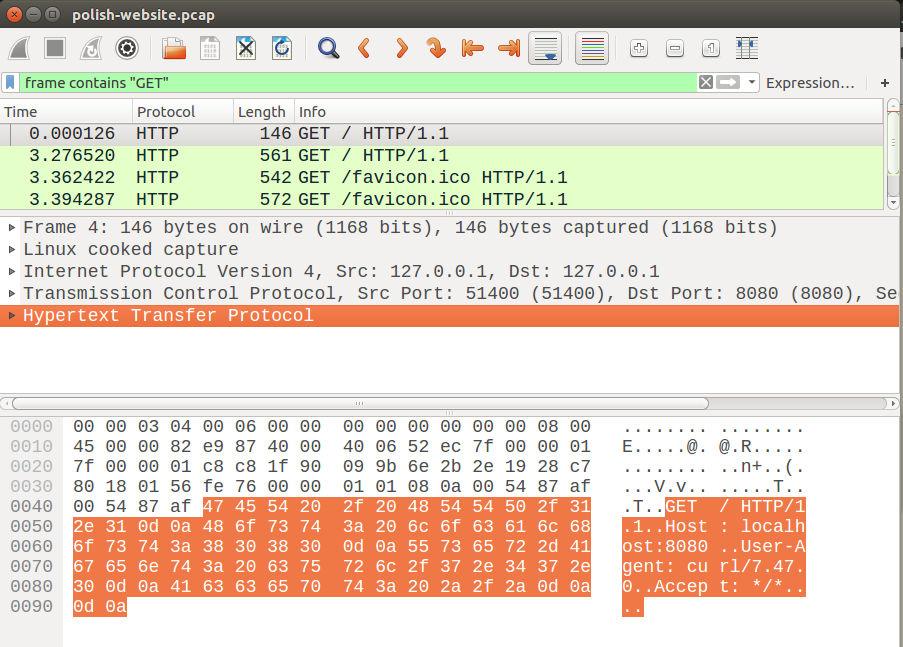 polish-website.pcap
frame contains "GET" Expression… +
Time Protocol Length Info
0.000126 HTTP 146 GET / HTTP/1.1
3.276520 HTTP 561 GET / HTTP/1.1
3.362422 HTTP 542 GET /favicon.ico HTTP/1.1
3.394287 HTTP 572 GET /favicon.ico HTTP/1.1
Frame 4: 146 bytes on wire (1168 bits), 146 bytes captured (1168 bits)
Linux cooked capture
Internet Protocol Version 4, Src: 127.0.0.1, Dst: 127.0.0.1
Transmission Control Protocol, Src Port: 51400 (51400), Dst Port: 8080 (8080), Se
Hypertext Transfer Protocol
0000 00 00 03 04 00 06 00 00 00 00 00 00 00 00 08 00 ........ ........
0010 45 00 00 82 e9 87 40 00 40 06 52 ec 7f 00 00 01 E.....@. @.R.....
0020 7f 00 00 01 c8 c8 1f 90 09 9b 6e 2b 2e 19 28 c7 ........ ..n+..(.
0030 80 18 01 56 fe 76 00 00 01 01 08 0a 00 54 87 af ...V.v.. .....T..
0040 00 54 87 af 47 45 54 20 2f 20 48 54 54 50 2f 31 .T..GET / HTTP/1
0050 2e 31 0d 0a 48 6f 73 74 3a 20 6c 6f 63 61 6c 68 .1..Host : localh
0060 6f 73 74 3a 38 30 38 30 0d 0a 55 73 65 72 2d 41 ost:8080 ..User-A
0070 67 65 6e 74 3a 20 63 75 72 6c 2f 37 2e 34 37 2e gent: cu rl/7.47.
0080 30 0d 0a 41 63 63 65 70 74 3a 20 2a 2f 2a 0d 0a 0..Accep t: */*..
0090 0d 0a ..